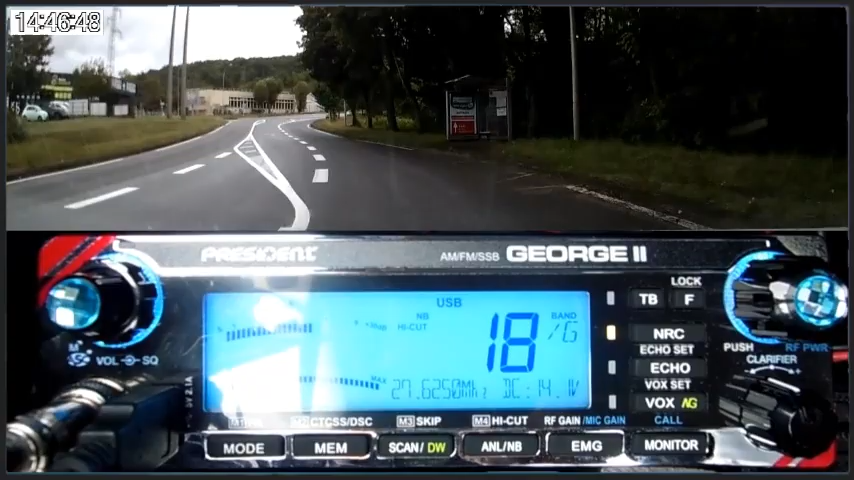 14:46:48
PRESIDENT
AM/FM/SSB GEORGE II
USB
NB
HI-CUT
BAND
18/G
MAX
27.6250MHz DC:14.1V
LOCK
TB F
NRC
ECHO SET
ECHO
VOX SET
VOX NG
CALL
M VOL SQ
PUSH RF PWR
CLARIFIER
M2 CTCSS/DSC M3 SKIP M4 HI-CUT RF GAIN/MIC GAIN
MODE MEM SCAN/ DW ANL/NB EMG MONITOR